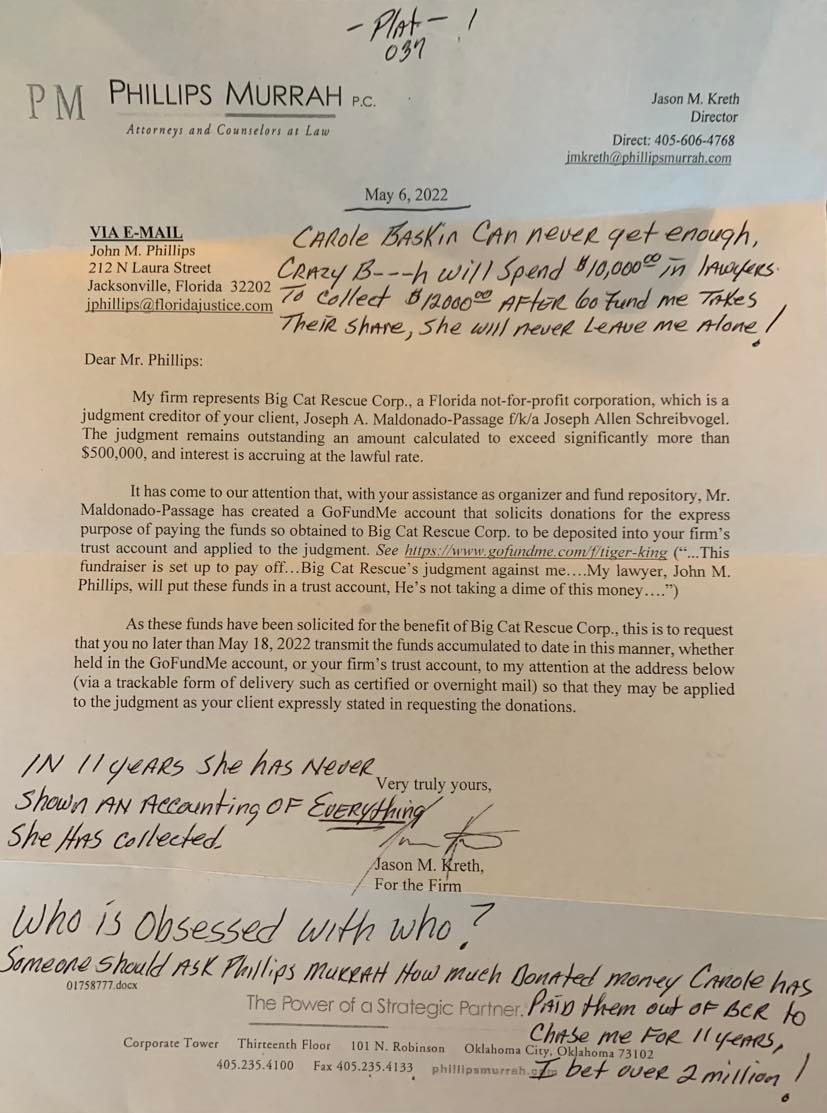 - Plat - !
037
PM PHILLIPS MURRAH P.C.
Attorneys and Counselors at Law
Jason M. Kreth
Director
Direct: 405-606-4768
jmkreth@phillipsmurrah.com
May 6, 2022
VIA E-MAIL
John M. Phillips
212 N Laura Street
Jacksonville, Florida 32202
jphillips@floridajustice.com
CAROLE BASKIN CAN never get enough,
CRAZY B---h will Spend $10,000.00 in lawyers
To collect $12000.00 AFTER Go Fund me TAKES
THEIR SHARE, She will never LEAVE me Alone!
Dear Mr. Phillips:
My firm represents Big Cat Rescue Corp., a Florida not-for-profit corporation, which is a
judgment creditor of your client, Joseph A. Maldonado-Passage f/k/a Joseph Allen Schreibvogel.
The judgment remains outstanding an amount calculated to exceed significantly more than
$500,000, and interest is accruing at the lawful rate.
It has come to our attention that, with your assistance as organizer and fund repository, Mr.
Maldonado-Passage has created a GoFundMe account that solicits donations for the express
purpose of paying the funds so obtained to Big Cat Rescue Corp. to be deposited into your firm's
trust account and applied to the judgment. See https://www.gofundme.com/f/tiger-king ("...This
fundraiser is set up to pay off…Big Cat Rescue's judgment against me….My lawyer, John M.
Phillips, will put these funds in a trust account, He's not taking a dime of this money….")
As these funds have been solicited for the benefit of Big Cat Rescue Corp., this is to request
that you no later than May 18, 2022 transmit the funds accumulated to date in this manner, whether
held in the GoFundMe account, or your firm's trust account, to my attention at the address below
(via a trackable form of delivery such as certified or overnight mail) so that they may be applied
to the judgment as your client expressly stated in requesting the donations.
IN 11 yeARS She hAS Never
Shown AN Accounting OF EVERYthing
She HAS collected.
Very truly yours,
Jason M. Kreth,
For the Firm
Who is obsessed with who?
Someone should ASK Phillips MURRAH How much Donated money CArole hAS
PAID them out OF BCR to
CHASE me FOR 11 yeARS,
I bet over 2 million!
01758777.docx
The Power of a Strategic Partner.
Corporate Tower Thirteenth Floor 101 N. Robinson Oklahoma City, Oklahoma 73102
405.235.4100 Fax 405.235.4133 phillipsmurrah.